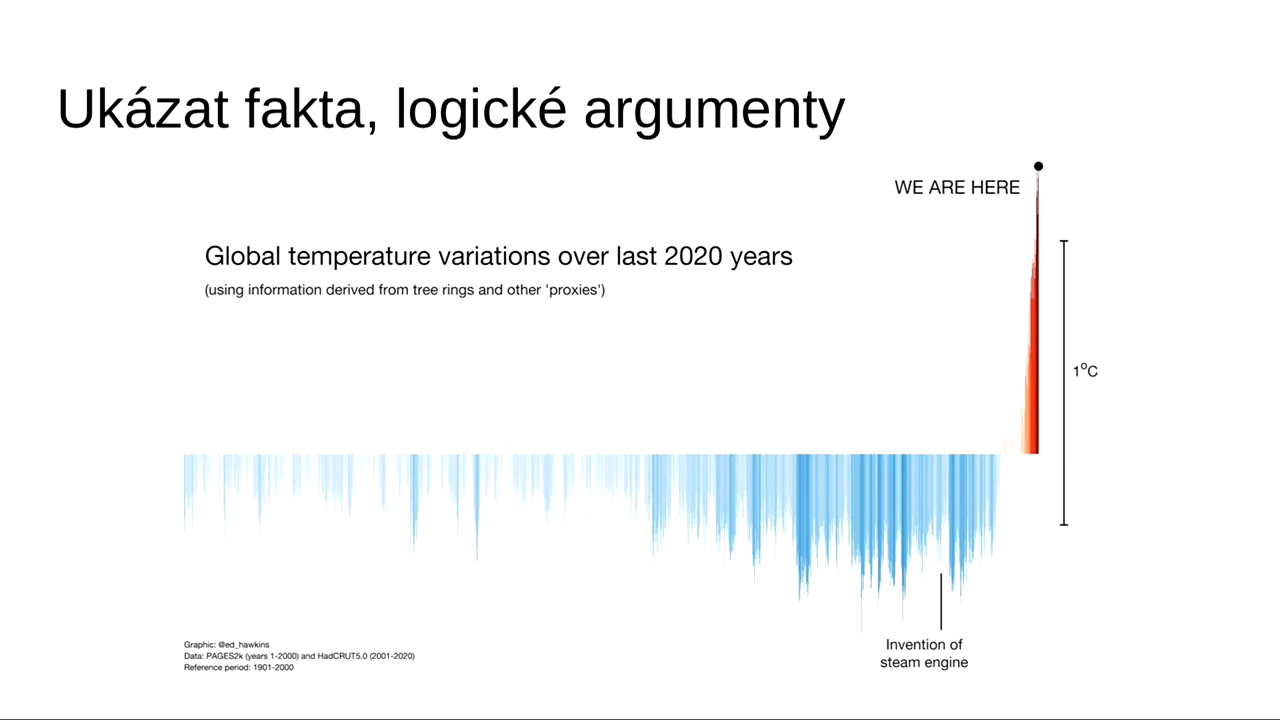 Ukázat fakta, logické argumenty
WE ARE HERE
Global temperature variations over last 2020 years
(using information derived from tree rings and other 'proxies')
1°C
Invention of
steam engine
Graphic: @ed_hawkins
Data: PAGES2k (years 1-2000) and HadCRUT5.0 (2001-2020)
Reference period: 1901-2000